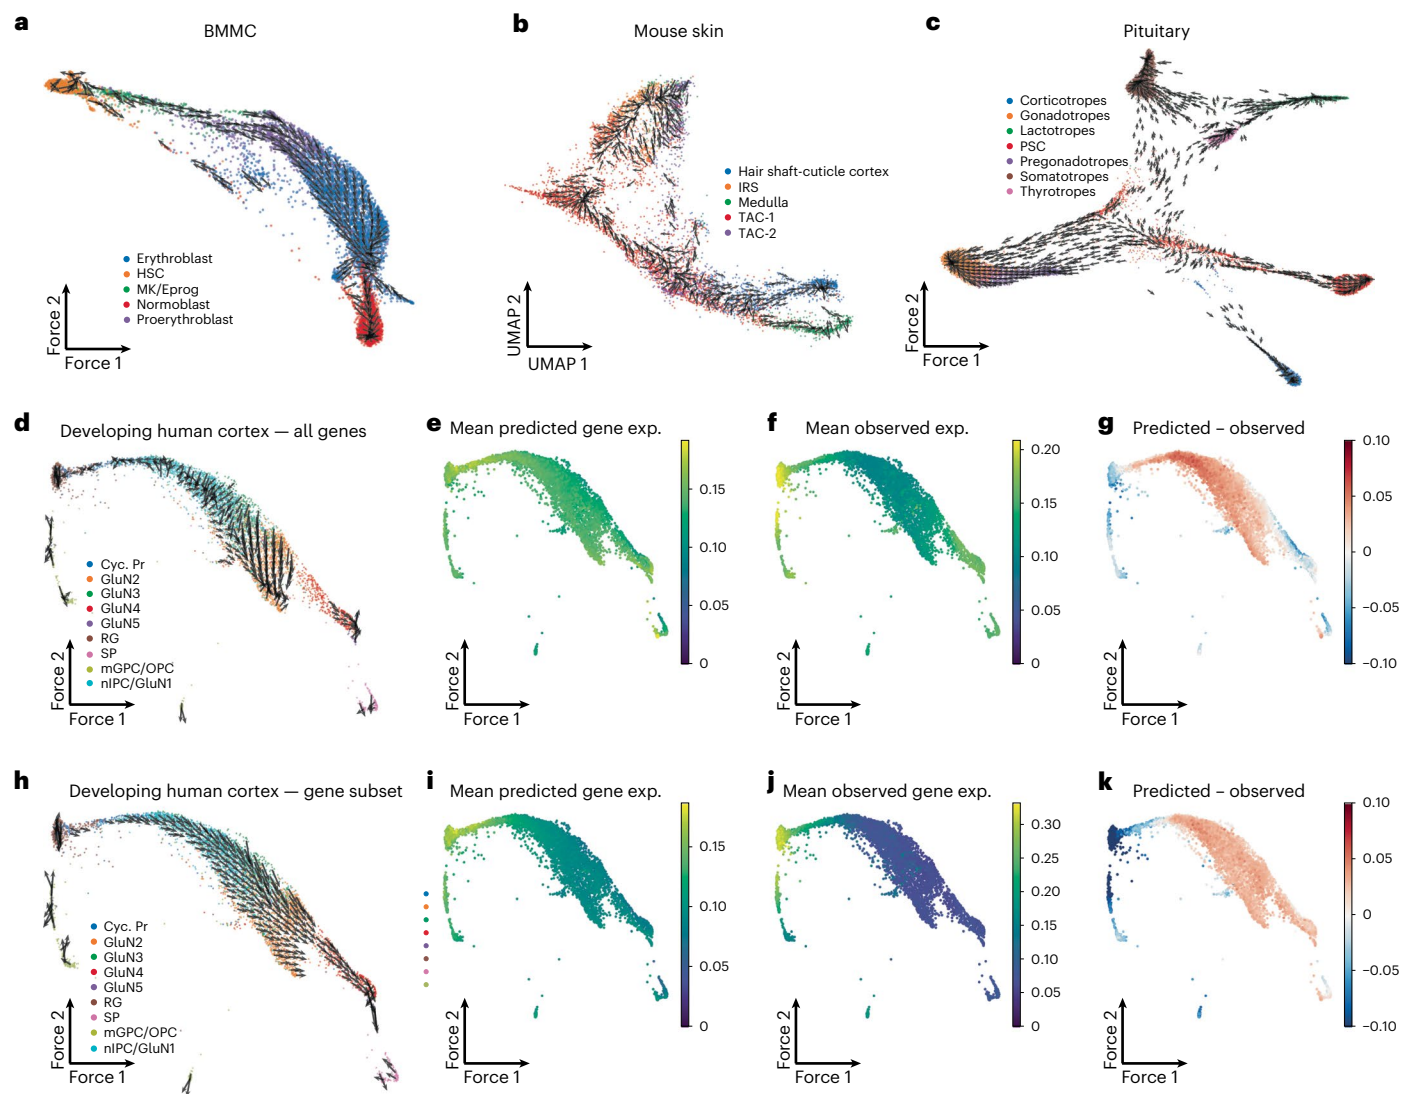 a
BMMC
Erythroblast
HSC
MK/Eprog
Normoblast
Proerythroblast
Force 2
Force 1
b
Mouse skin
Hair shaft-cuticle cortex
IRS
Medulla
TAC-1
TAC-2
UMAP 2
UMAP 1
c
Pituitary
Corticotropes
Gonadotropes
Lactotropes
PSC
Pregonadotropes
Somatotropes
Thyrotropes
Force 2
Force 1
d
Developing human cortex — all genes
Cyc. Pr
GluN2
GluN3
GluN4
GluN5
RG
SP
mGPC/OPC
nIPC/GluN1
Force 2
Force 1
e
Mean predicted gene exp.
0.15
0.10
0.05
0
Force 2
Force 1
f
Mean observed exp.
0.20
0.15
0.10
0.05
0
Force 2
Force 1
g
Predicted – observed
0.10
0.05
0
−0.05
−0.10
Force 2
Force 1
h
Developing human cortex — gene subset
Cyc. Pr
GluN2
GluN3
GluN4
GluN5
RG
SP
mGPC/OPC
nIPC/GluN1
Force 2
Force 1
i
Mean predicted gene exp.
0.15
0.10
0.05
0
Force 2
Force 1
j
Mean observed gene exp.
0.30
0.25
0.20
0.15
0.10
0.05
0
Force 2
Force 1
k
Predicted – observed
0.10
0.05
0
−0.05
−0.10
Force 2
Force 1